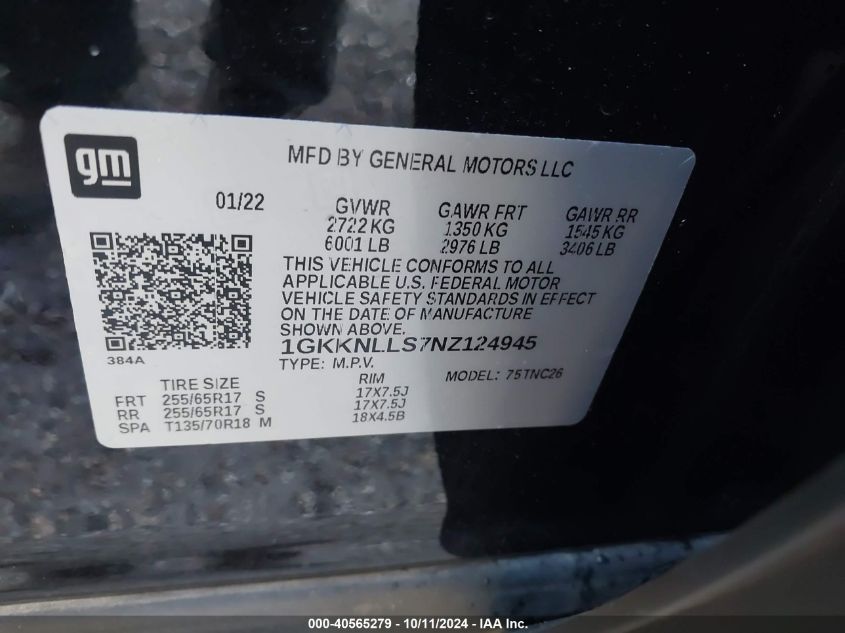 gm
MFD BY GENERAL MOTORS LLC
01/22 GVWR GAWR FRT GAWR RR
2722 KG 1350 KG 1545 KG
6001 LB 2976 LB 3406 LB
THIS VEHICLE CONFORMS TO ALL
APPLICABLE U.S. FEDERAL MOTOR
VEHICLE SAFETY STANDARDS IN EFFECT
ON THE DATE OF MANUFACTURE
SHOWN ABOVE.
384A
1GKKNLLS7NZ124945
TYPE: M.P.V. MODEL: 75TNC26
TIRE SIZE RIM
FRT 255/65R17 S 17X7.5J
RR 255/65R17 S 17X7.5J
SPA T135/70R18 M 18X4.5B
000-40565279 - 10/11/2024 - IAA Inc.